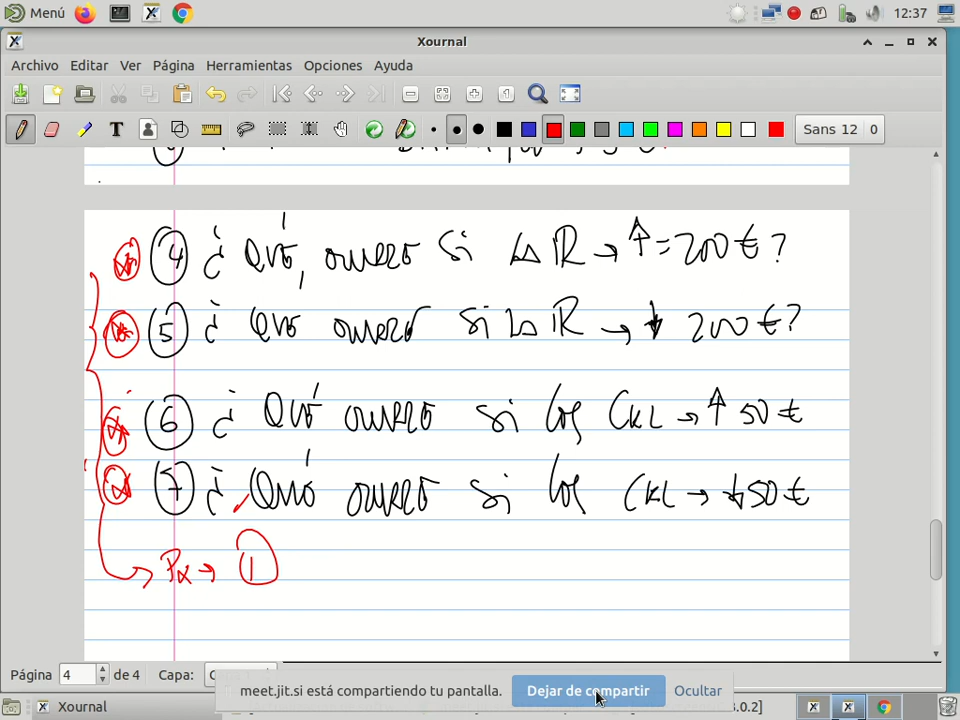 Menú
12:37
Xournal
Archivo Editar Ver Página Herramientas Opciones Ayuda
Sans 12 0
④ ¿ Qué ocurre si la R → ↑ = 200 € ?
⑤ ¿ Qué ocurre si la R → ↓ 200 € ?
⑥ ¿ Qué ocurre si los CKL → ↑ 50 €
⑦ ¿ Qué ocurre si los CKL → ↓ 50 €
→ Px → ①
Página 4 de 4 Capa:
meet.jit.si está compartiendo tu pantalla. Dejar de compartir Ocultar
Xournal
3.0.2]